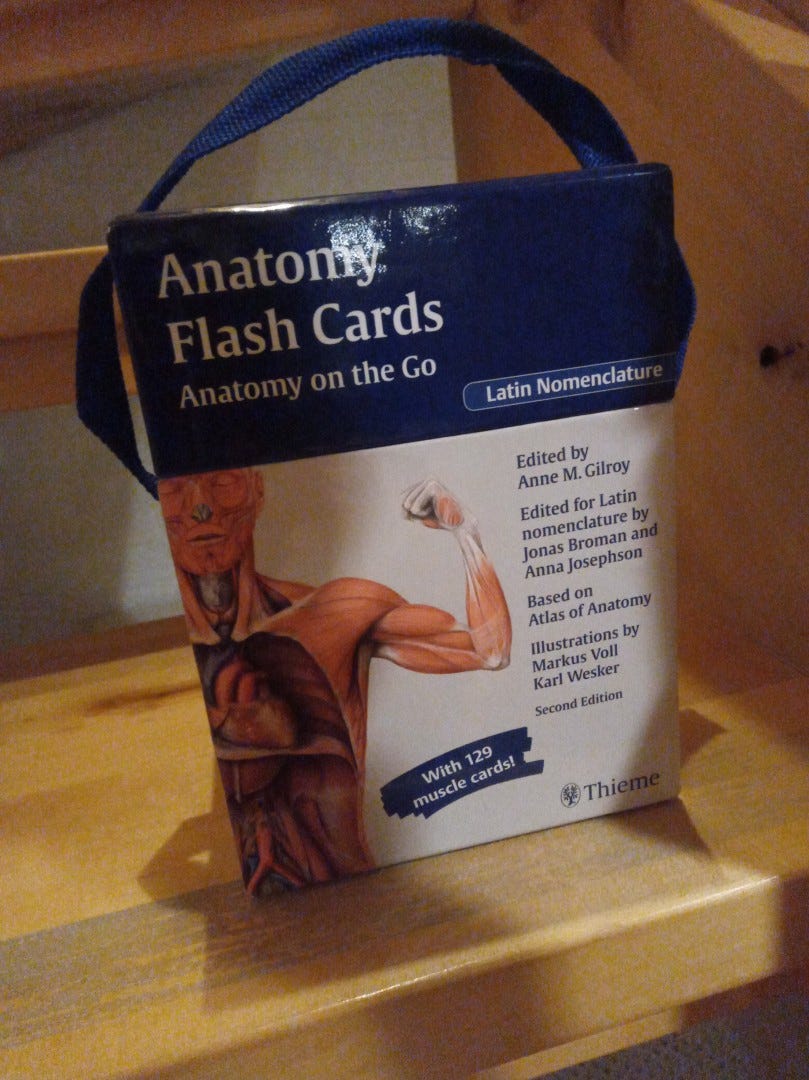 Anatomy
Flash Cards
Anatomy on the Go
Latin Nomenclature
Edited by
Anne M. Gilroy
Edited for Latin
nomenclature by
Jonas Broman and
Anna Josephson
Based on
Atlas of Anatomy
Illustrations by
Markus Voll
Karl Wesker
Second Edition
With 129
muscle cards!
Thieme